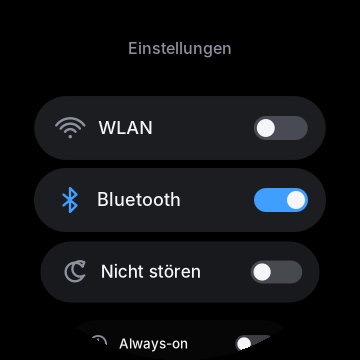 Einstellungen
WLAN
Bluetooth
Nicht stören
Always-on